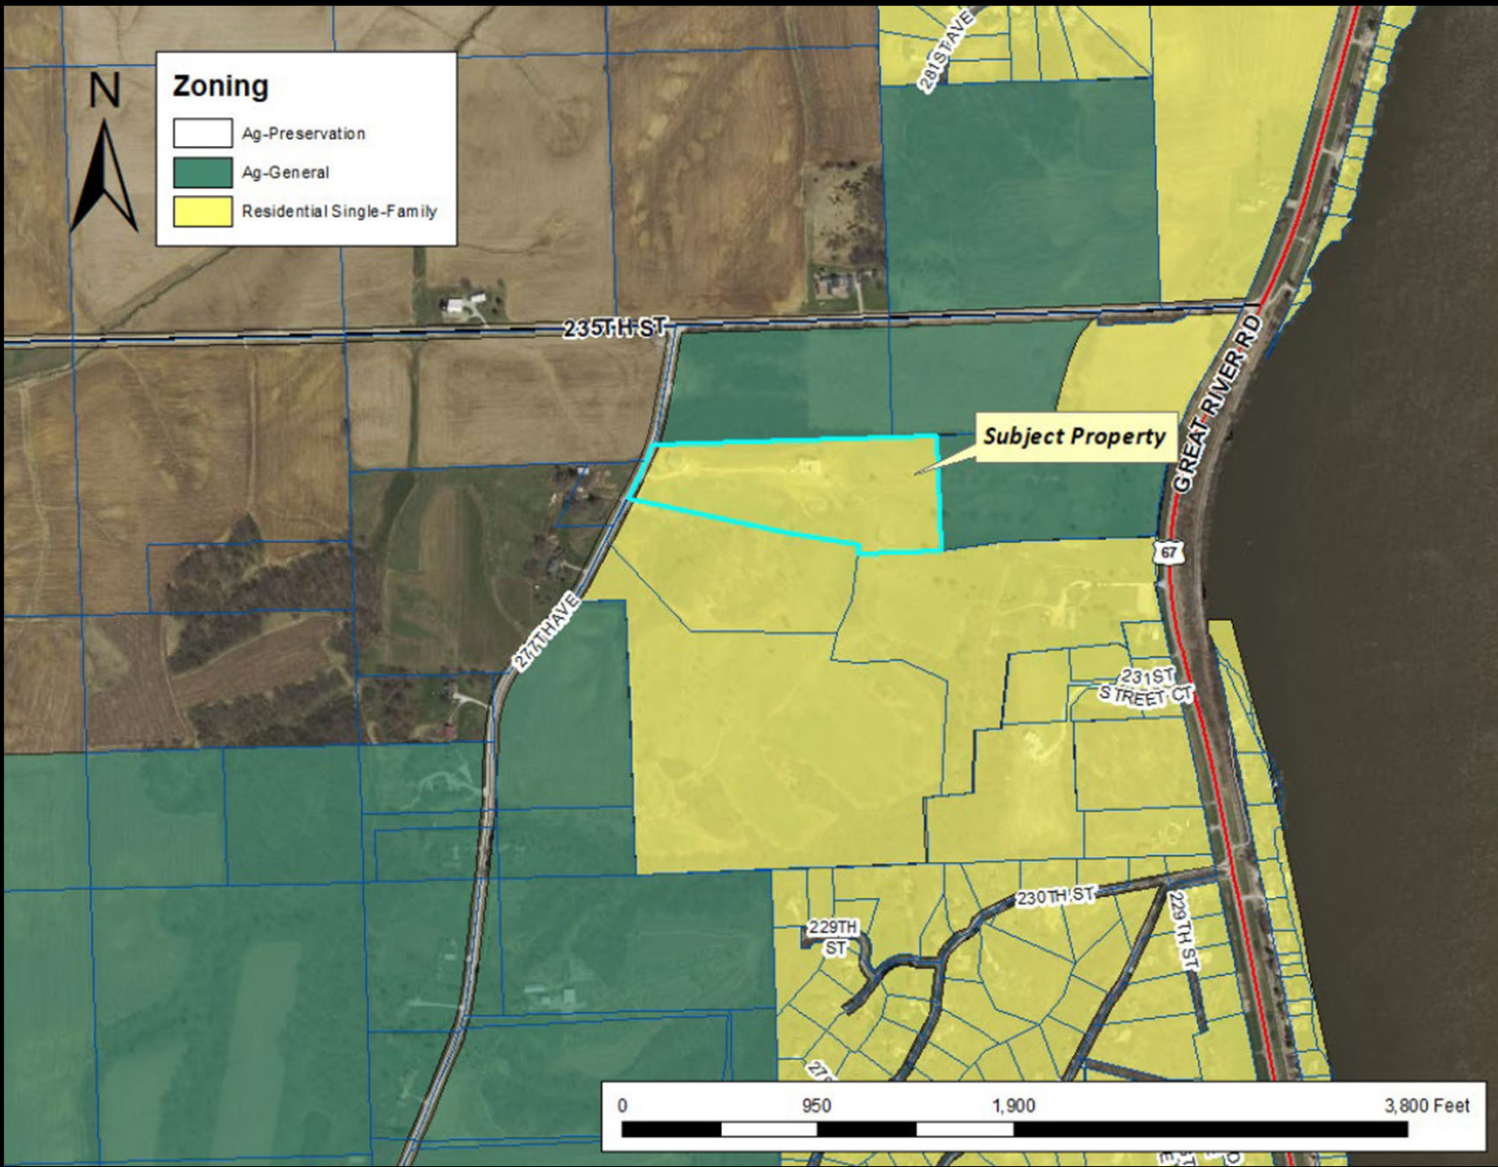 281ST AVE
N
Zoning
Ag-Preservation
Ag-General
Residential Single-Family
235TH ST
GREAT RIVER RD
Subject Property
67
277TH AVE
231ST
STREET CT
230TH ST
229TH
ST
229TH ST
0 950 1,900 3,800 Feet